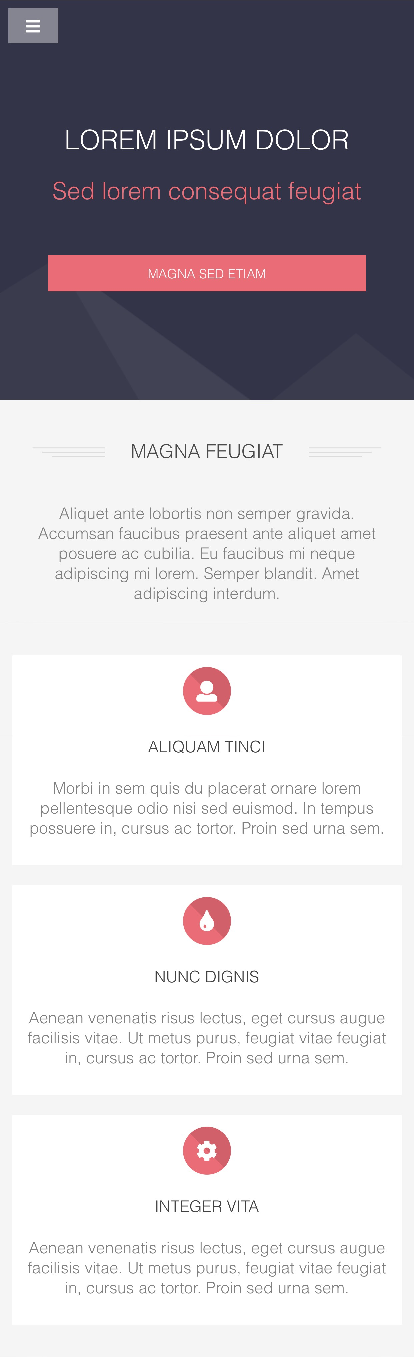 LOREM IPSUM DOLOR
Sed lorem consequat feugiat
MAGNA SED ETIAM
MAGNA FEUGIAT
Aliquet ante lobortis non semper gravida.
Accumsan faucibus praesent ante aliquet amet
posuere ac cubilia. Eu faucibus mi neque
adipiscing mi lorem. Semper blandit. Amet
adipiscing interdum.
ALIQUAM TINCI
Morbi in sem quis du placerat ornare lorem
pellentesque odio nisi sed euismod. In tempus
possuere in, cursus ac tortor. Proin sed urna sem.
NUNC DIGNIS
Aenean venenatis risus lectus, eget cursus augue
facilisis vitae. Ut metus purus, feugiat vitae feugiat
in, cursus ac tortor. Proin sed urna sem.
INTEGER VITA
Aenean venenatis risus lectus, eget cursus augue
facilisis vitae. Ut metus purus, feugiat vitae feugiat
in, cursus ac tortor. Proin sed urna sem.